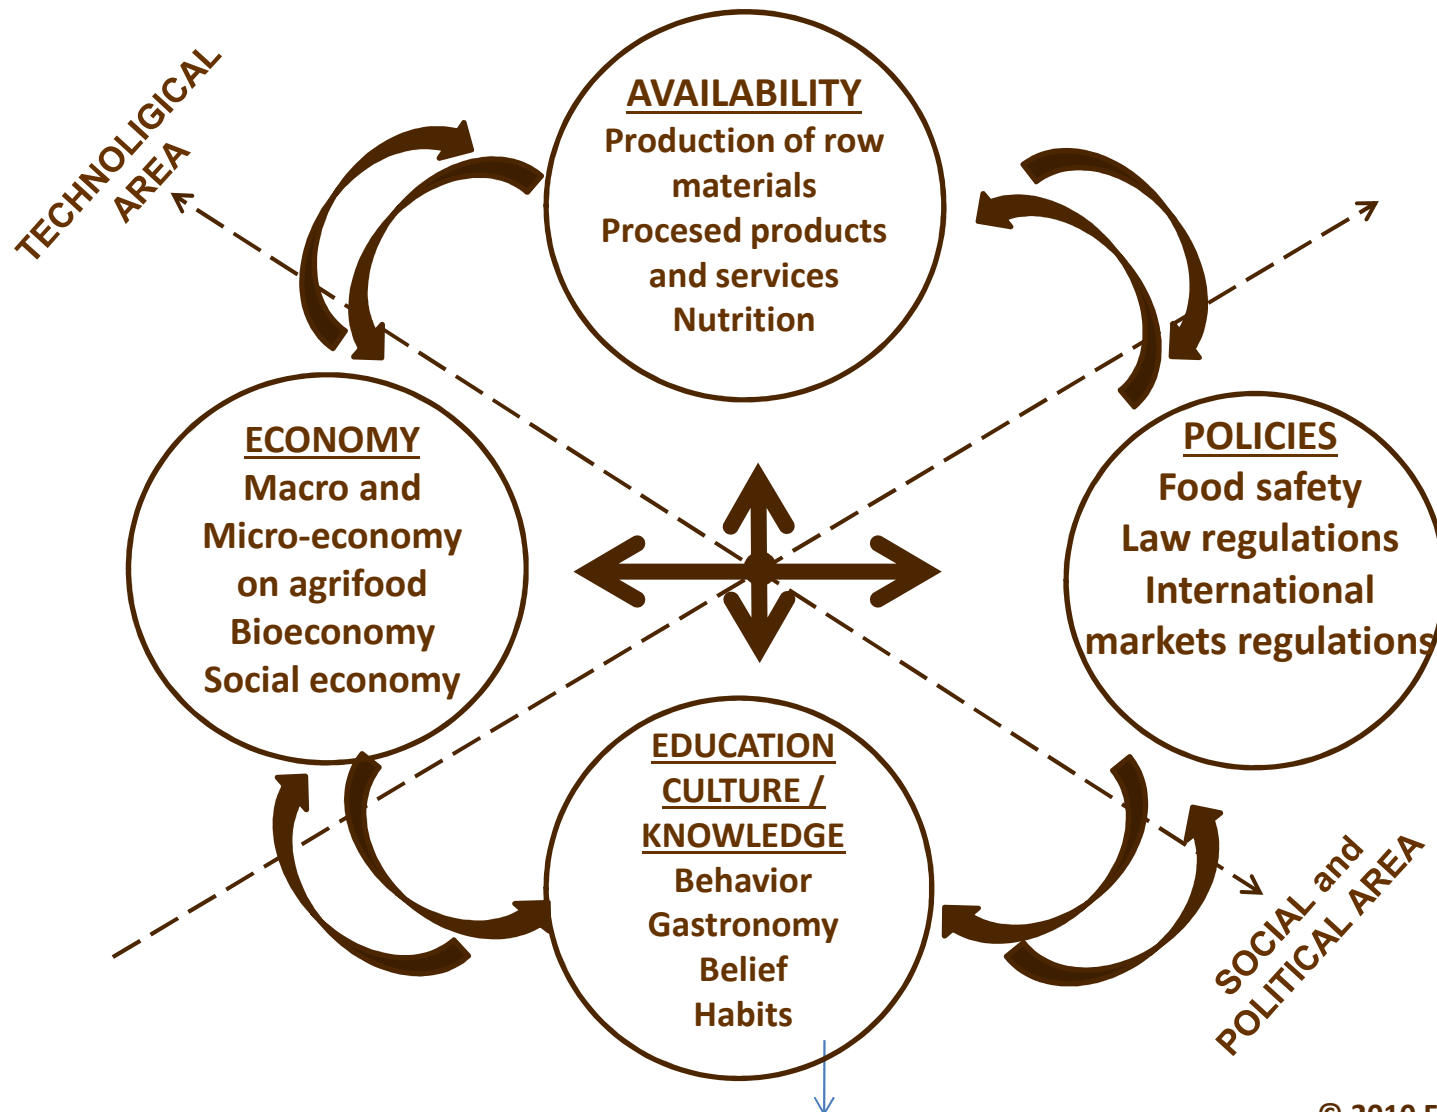 TECHNOLIGICAL
AREA
AVAILABILITY
Production of row
materials
Procesed products
and services
Nutrition
ECONOMY
Macro and
Micro-economy
on agrifood
Bioeconomy
Social economy
POLICIES
Food safety
Law regulations
International
markets regulations
EDUCATION
CULTURE /
KNOWLEDGE
Behavior
Gastronomy
Belief
Habits
SOCIAL and
POLITICAL AREA
© 2010